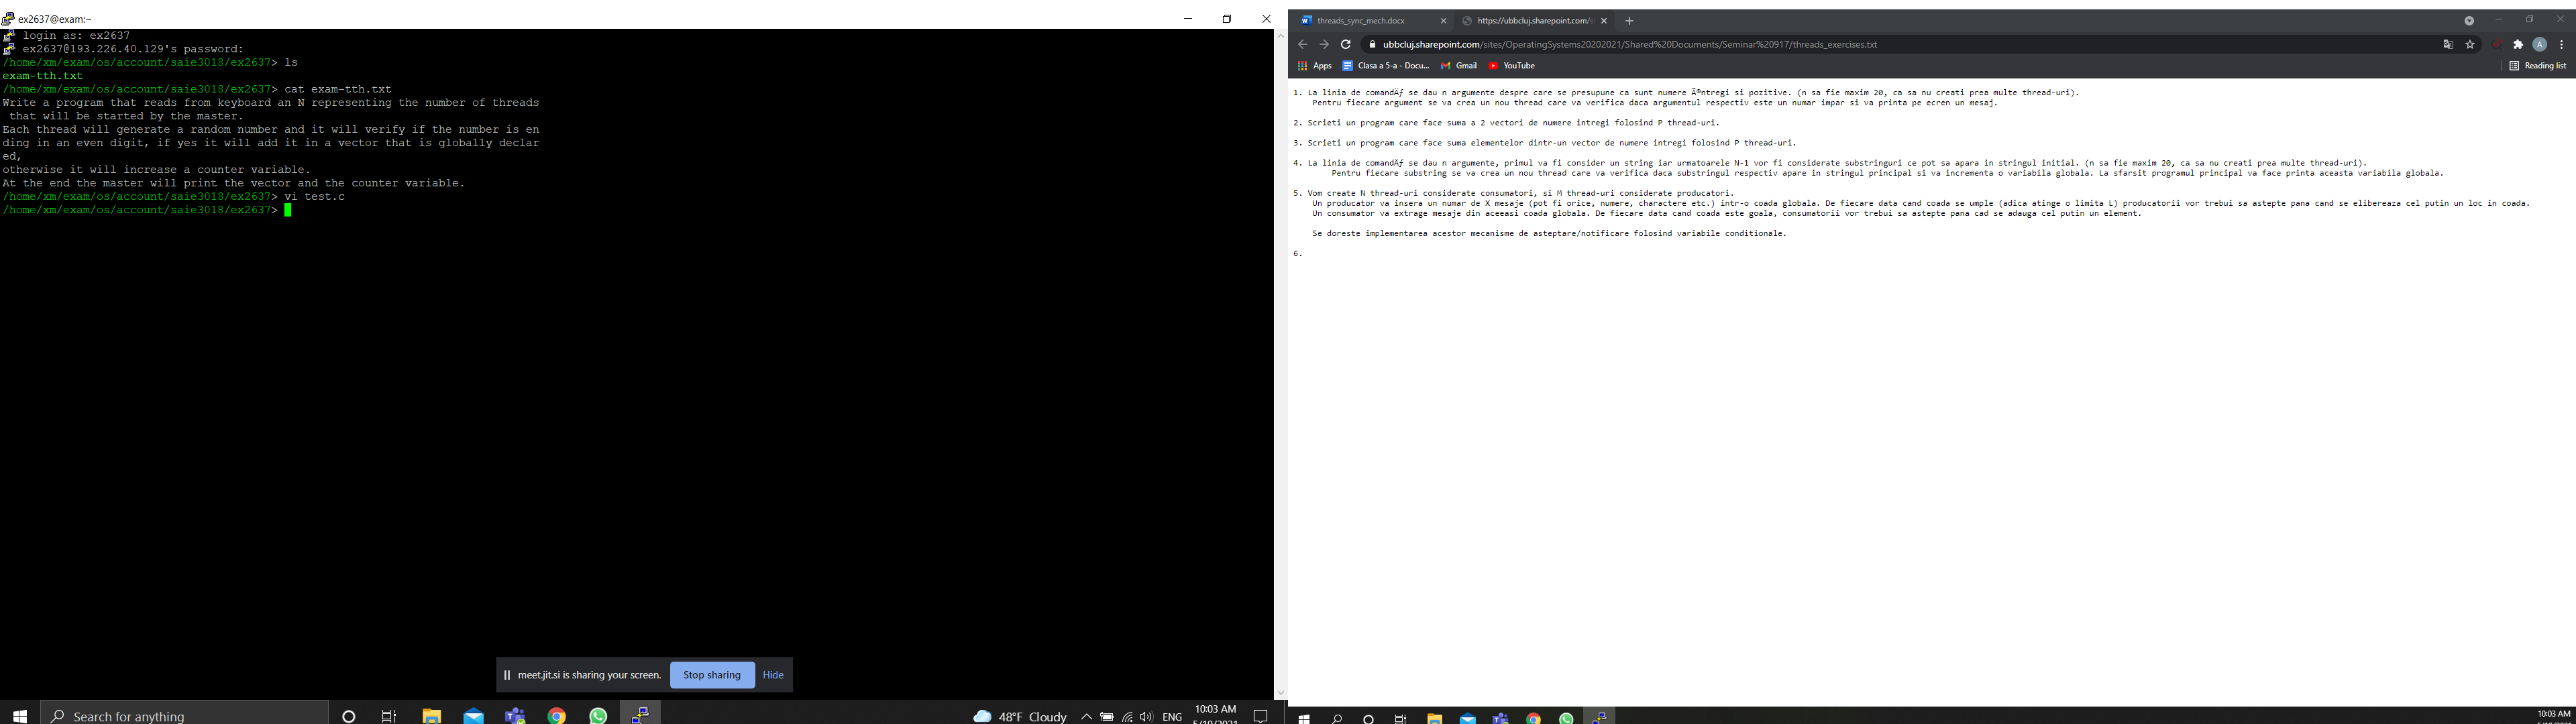 ex2637@exam:~
login as: ex2637
ex2637@193.226.40.129's password:
/home/xm/exam/os/account/saie3018/ex2637> ls
exam-tth.txt
/home/xm/exam/os/account/saie3018/ex2637> cat exam-tth.txt
Write a program that reads from keyboard an N representing the number of threads
 that will be started by the master.
Each thread will generate a random number and it will verify if the number is en
ding in an even digit, if yes it will add it in a vector that is globally declar
ed,
otherwise it will increase a counter variable.
At the end the master will print the vector and the counter variable.
/home/xm/exam/os/account/saie3018/ex2637> vi test.c
/home/xm/exam/os/account/saie3018/ex2637>
meet.jit.si is sharing your screen. Stop sharing Hide
Search for anything
48°F Cloudy
ENG
10:03 AM
threads_sync_mech.docx
https://ubbcluj.sharepoint.com/s
ubbcluj.sharepoint.com/sites/OperatingSystems20202021/Shared%20Documents/Seminar%20917/threads_exercises.txt
A
Apps Clasa a 5-a - Docu... Gmail YouTube Reading list
1. La linia de comandÄƒ se dau n argumente despre care se presupune ca sunt numere Ã®ntregi si pozitive. (n sa fie maxim 20, ca sa nu creati prea multe thread-uri).
Pentru fiecare argument se va crea un nou thread care va verifica daca argumentul respectiv este un numar impar si va printa pe ecren un mesaj.
2. Scrieti un program care face suma a 2 vectori de numere intregi folosind P thread-uri.
3. Scrieti un program care face suma elementelor dintr-un vector de numere intregi folosind P thread-uri.
4. La linia de comandÄƒ se dau n argumente, primul va fi consider un string iar urmatoarele N-1 vor fi considerate substringuri ce pot sa apara in stringul initial. (n sa fie maxim 20, ca sa nu creati prea multe thread-uri).
Pentru fiecare substring se va crea un nou thread care va verifica daca substringul respectiv apare in stringul principal si va incrementa o variabila globala. La sfarsit programul principal va face printa aceasta variabila globala.
5. Vom create N thread-uri considerate consumatori, si M thread-uri considerate producatori.
Un producator va insera un numar de X mesaje (pot fi orice, numere, charactere etc.) intr-o coada globala. De fiecare data cand coada se umple (adica atinge o limita L) producatorii vor trebui sa astepte pana cand se elibereaza cel putin un loc in coada.
Un consumator va extrage mesaje din aceeasi coada globala. De fiecare data cand coada este goala, consumatorii vor trebui sa astepte pana cad se adauga cel putin un element.
Se doreste implementarea acestor mecanisme de asteptare/notificare folosind variabile conditionale.
6.
10:03 AM